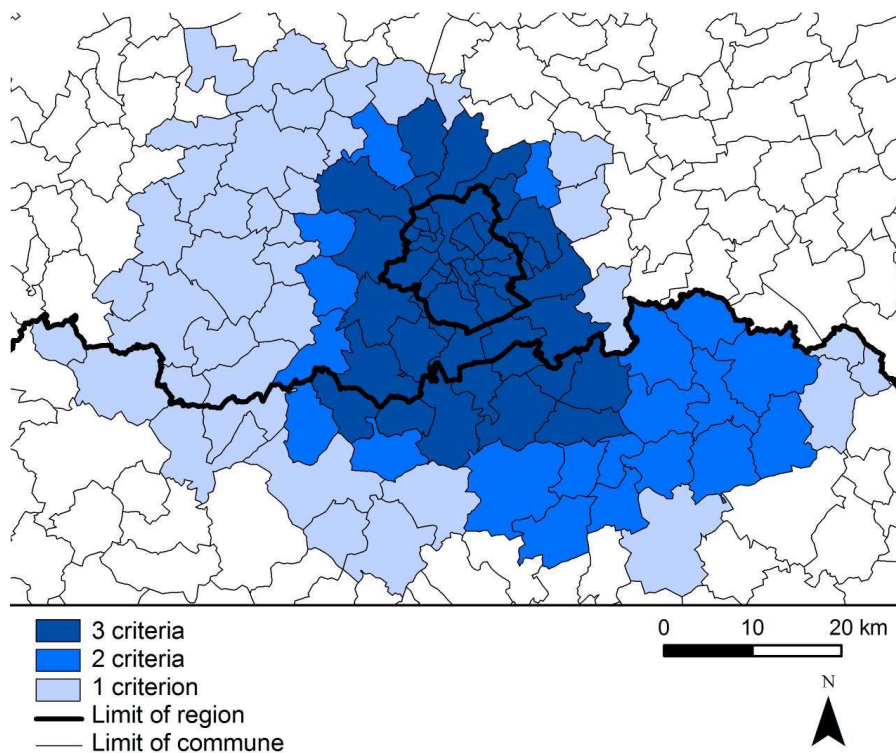 3 criteria
2 criteria
1 criterion
Limit of region
Limit of commune
0 10 20 km
N